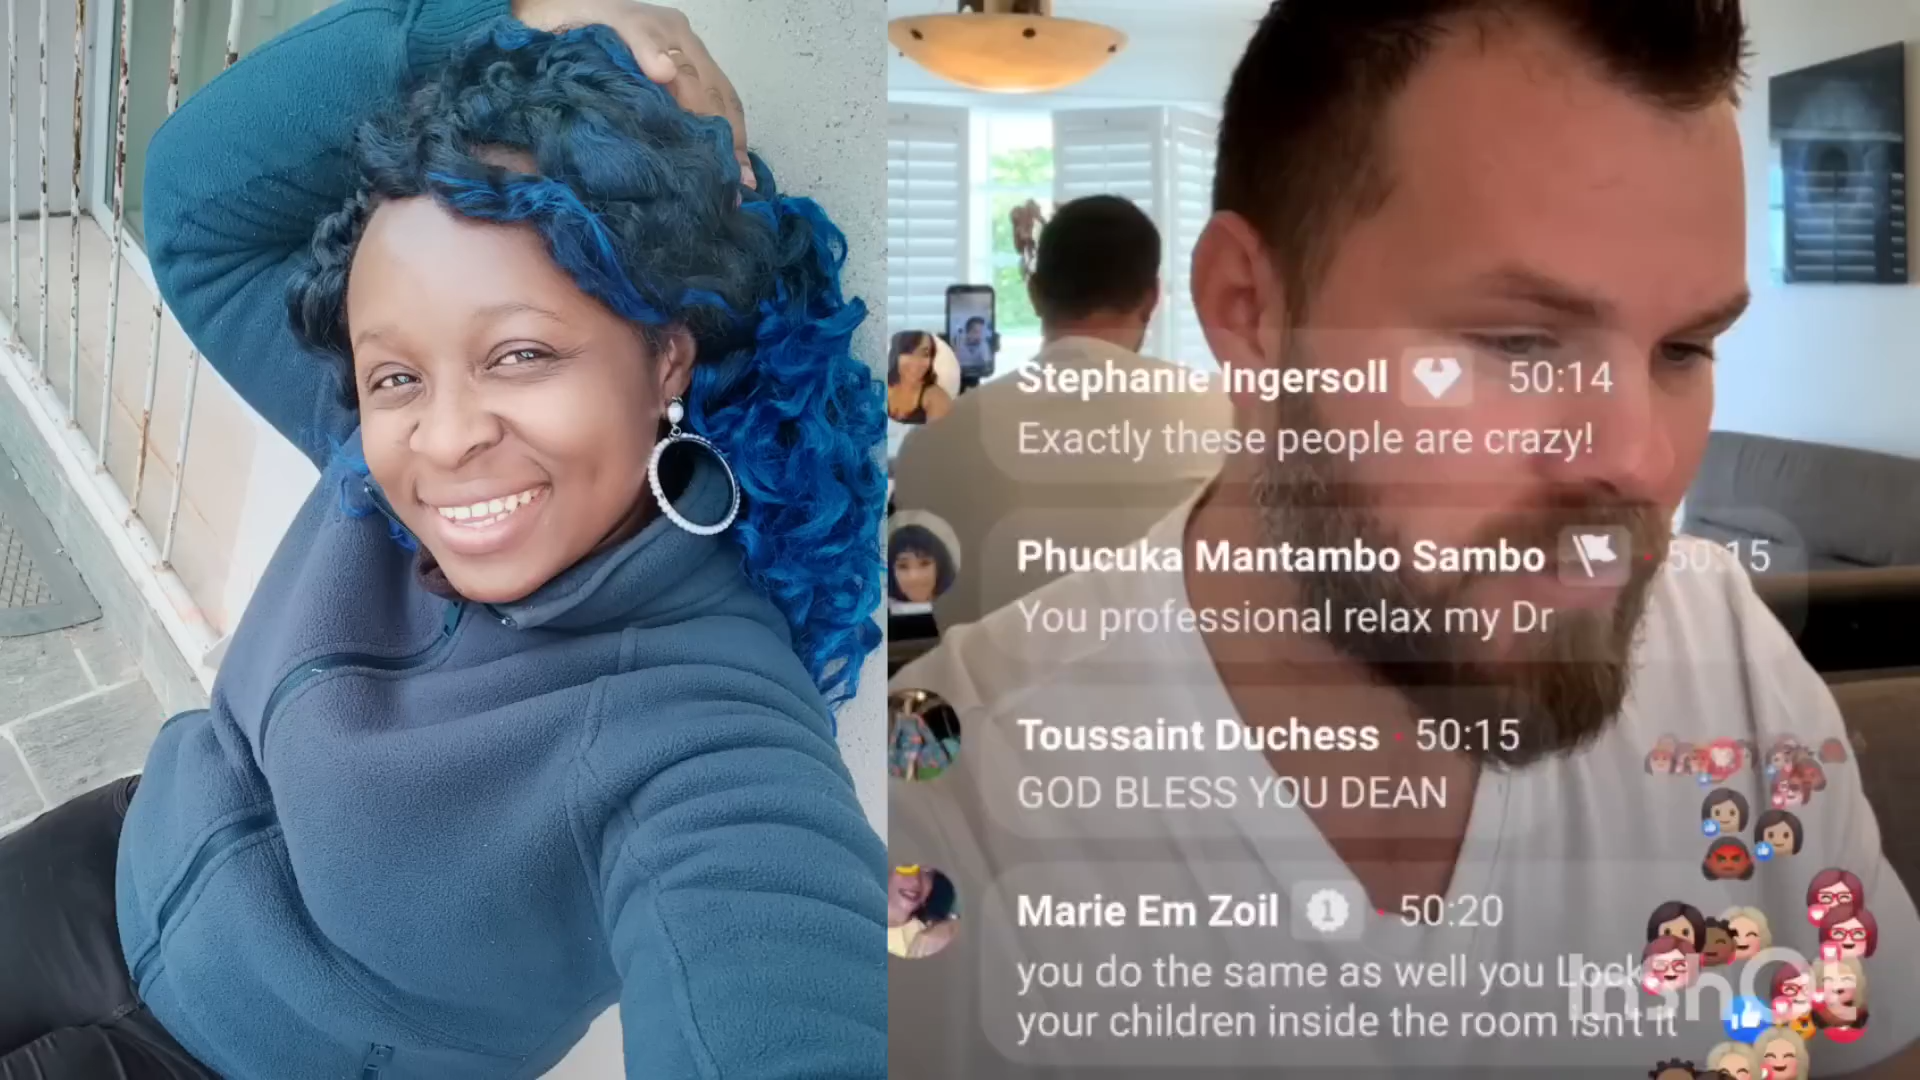 Stephanie Ingersoll 50:14
Exactly these people are crazy!
Phucuka Mantambo Sambo 50:15
You professional relax my Dr
Toussaint Duchess 50:15
GOD BLESS YOU DEAN
Marie Em Zoil 1 50:20
you do the same as well you Lock
your children inside the room isn't it
InShOt